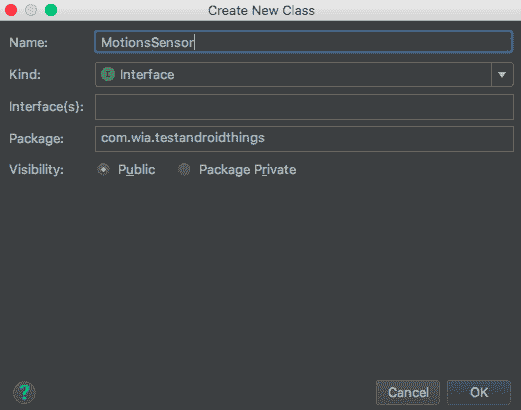 Create New Class
Name: MotionsSensor
Kind: Interface
Interface(s):
Package: com.wia.testandroidthings
Visibility: Public Package Private
? Cancel OK